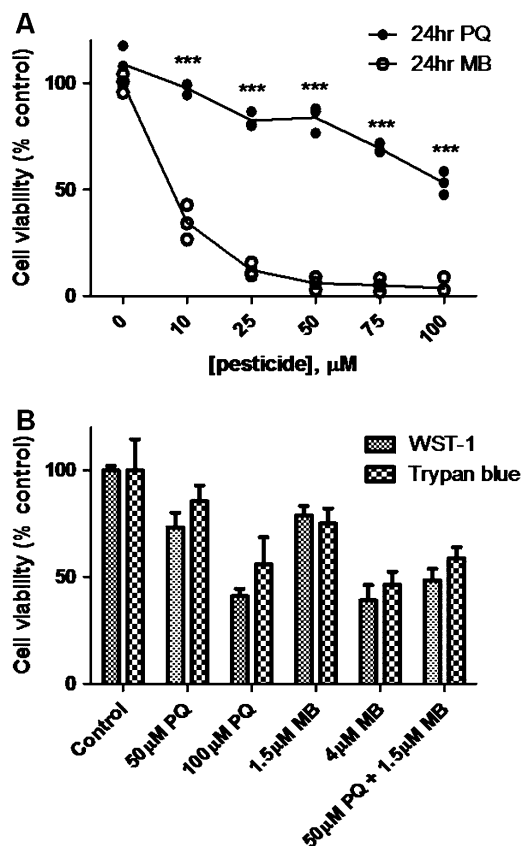 A
24hr PQ
24hr MB
Cell viability (% control)
100
50
0
***
***
***
***
***
0
10
25
50
75
100
[pesticide], μM
B
WST-1
Trypan blue
Cell viability (% control)
100
50
0
Control
50μM PQ
100μM PQ
1.5μM MB
4μM MB
50μM PQ + 1.5μM MB